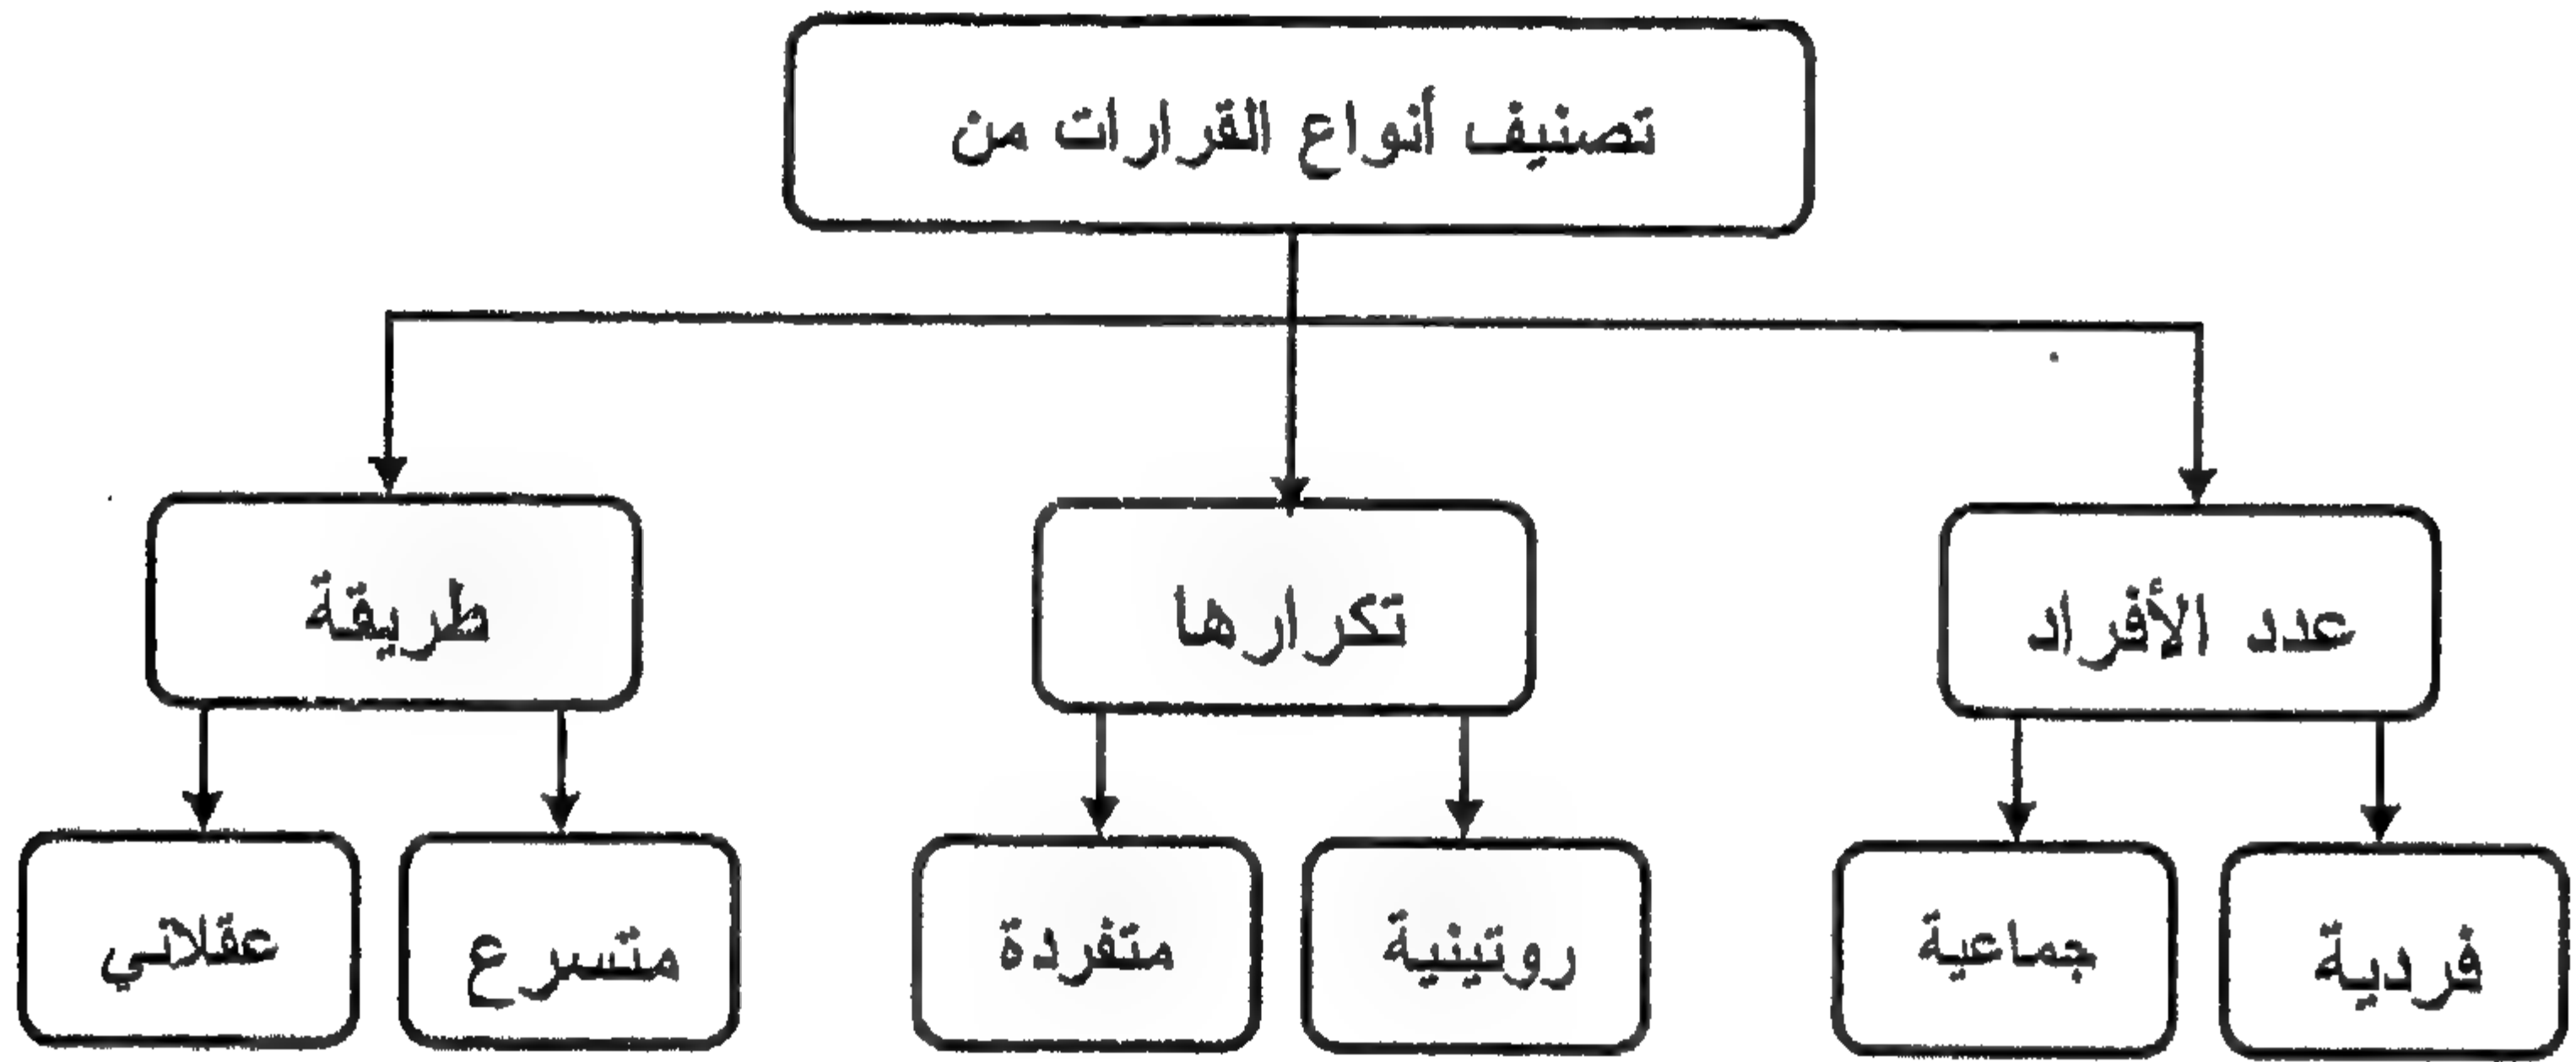 تصنيف أنواع القرارات من
عدد الأفراد
تكرارها
طريقة
فردية
جماعية
روتينية
متفردة
متسرع
عقلاني